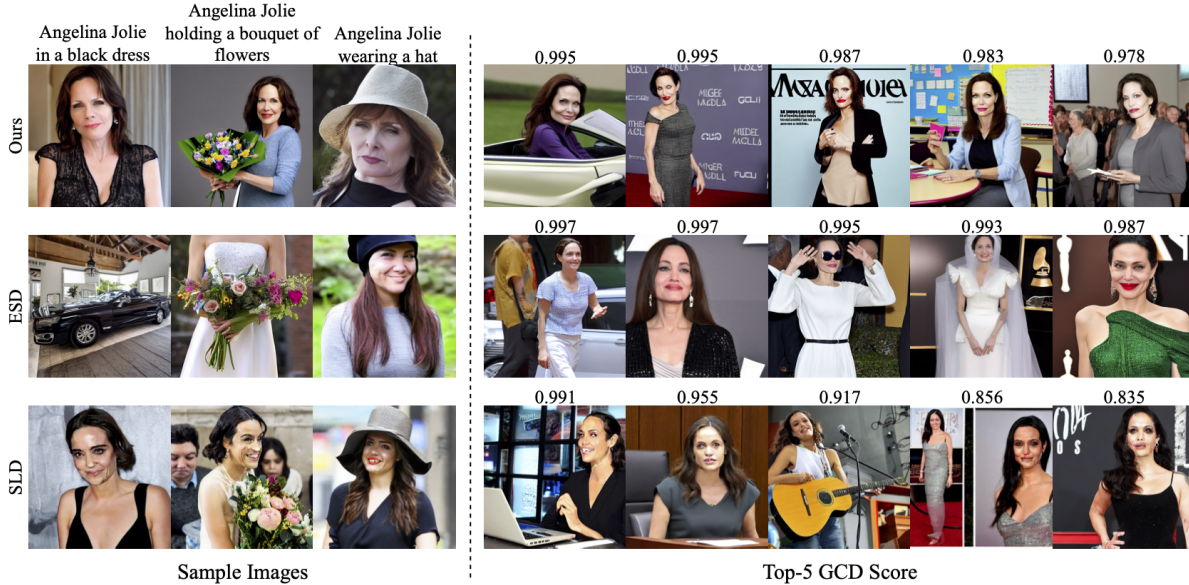 Angelina Jolie
in a black dress
Angelina Jolie
holding a bouquet of
flowers
Angelina Jolie
wearing a hat
0.995
0.995
0.987
0.983
0.978
Ours
0.997
0.997
0.995
0.993
0.987
ESD
0.991
0.955
0.917
0.856
0.835
SLD
Sample Images
Top-5 GCD Score